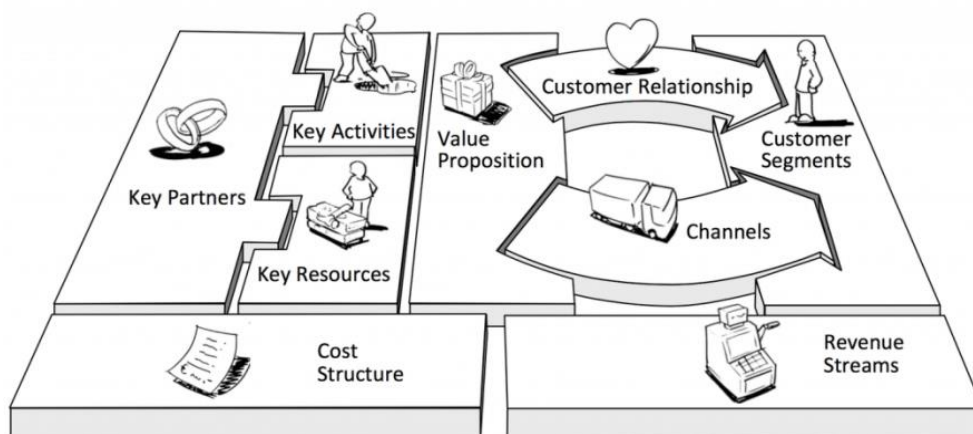 Key Partners
Key Activities
Key Resources
Value
Proposition
Customer Relationship
Channels
Customer
Segments
Cost
Structure
Revenue
Streams